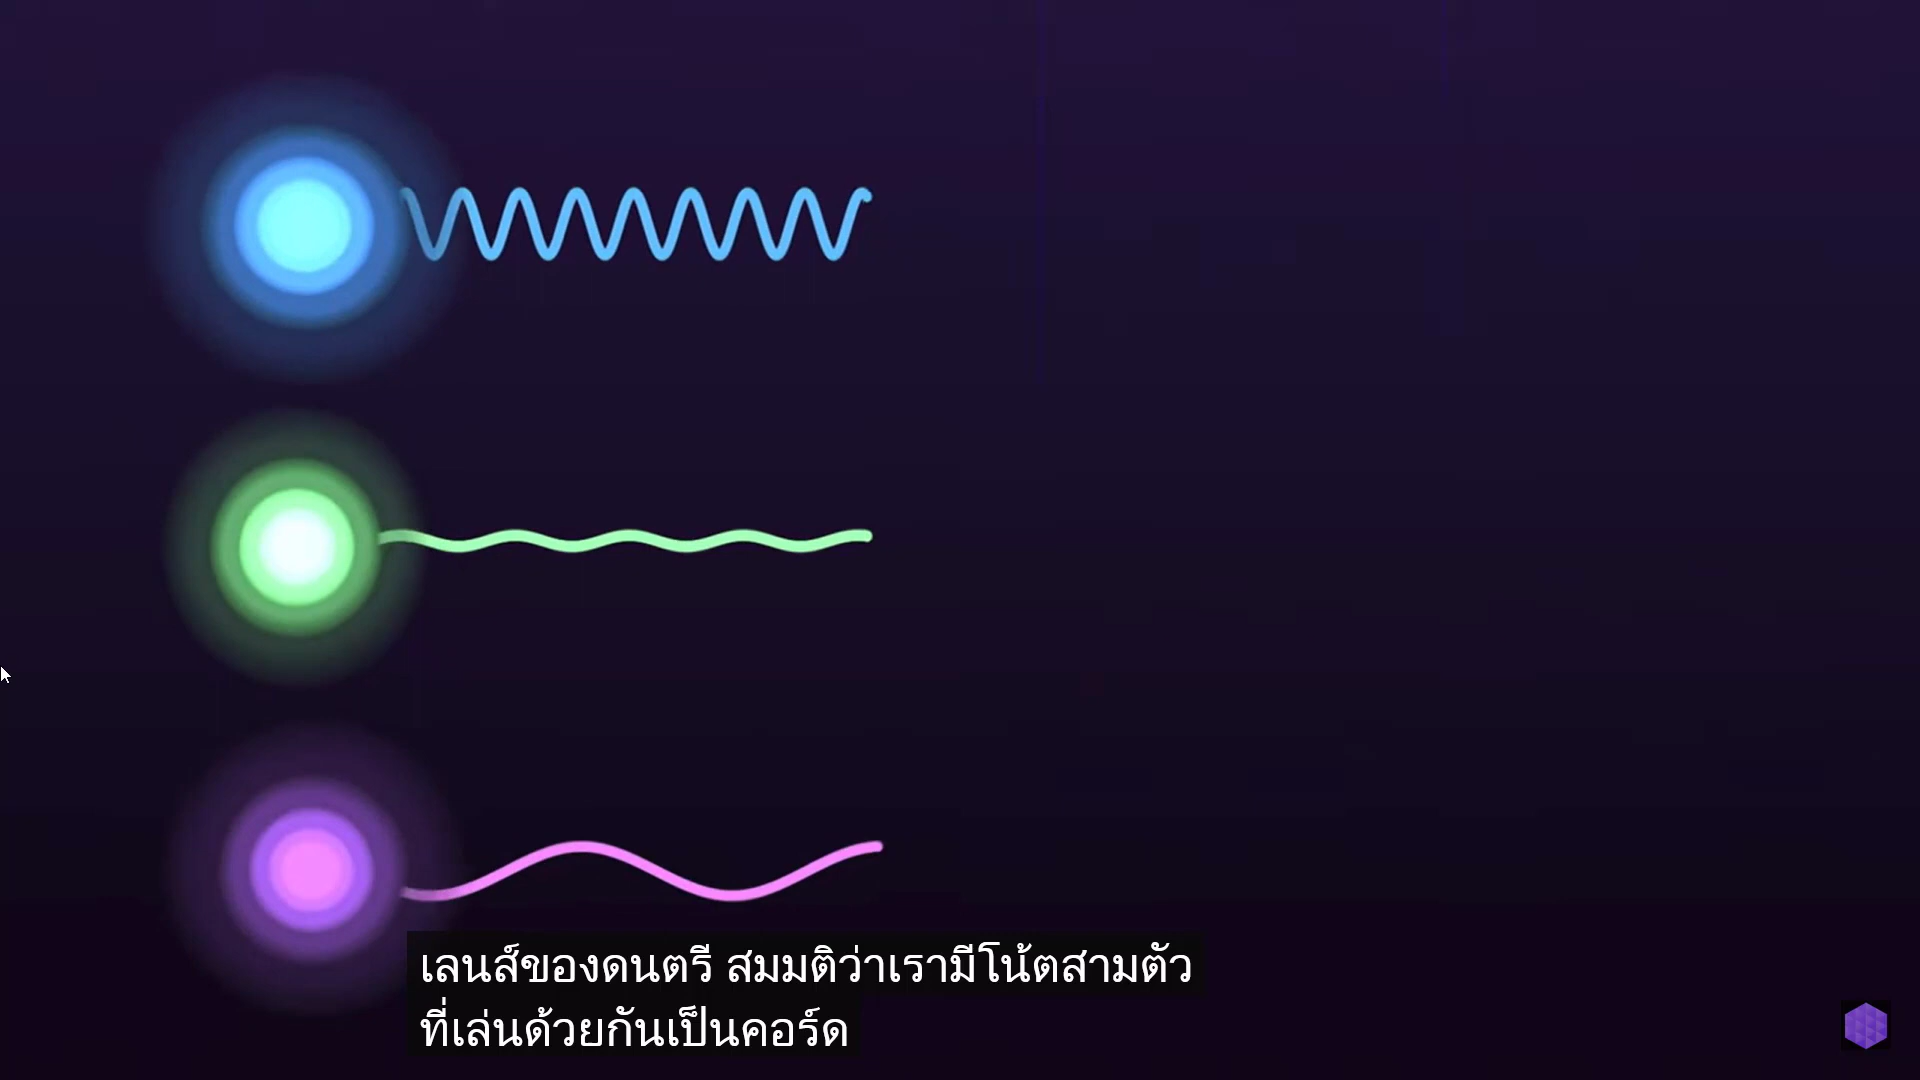 เลนส์ของดนตรี สมมติว่าเรามีโน้ตสามตัว
ที่เล่นด้วยกันเป็นคอร์ด